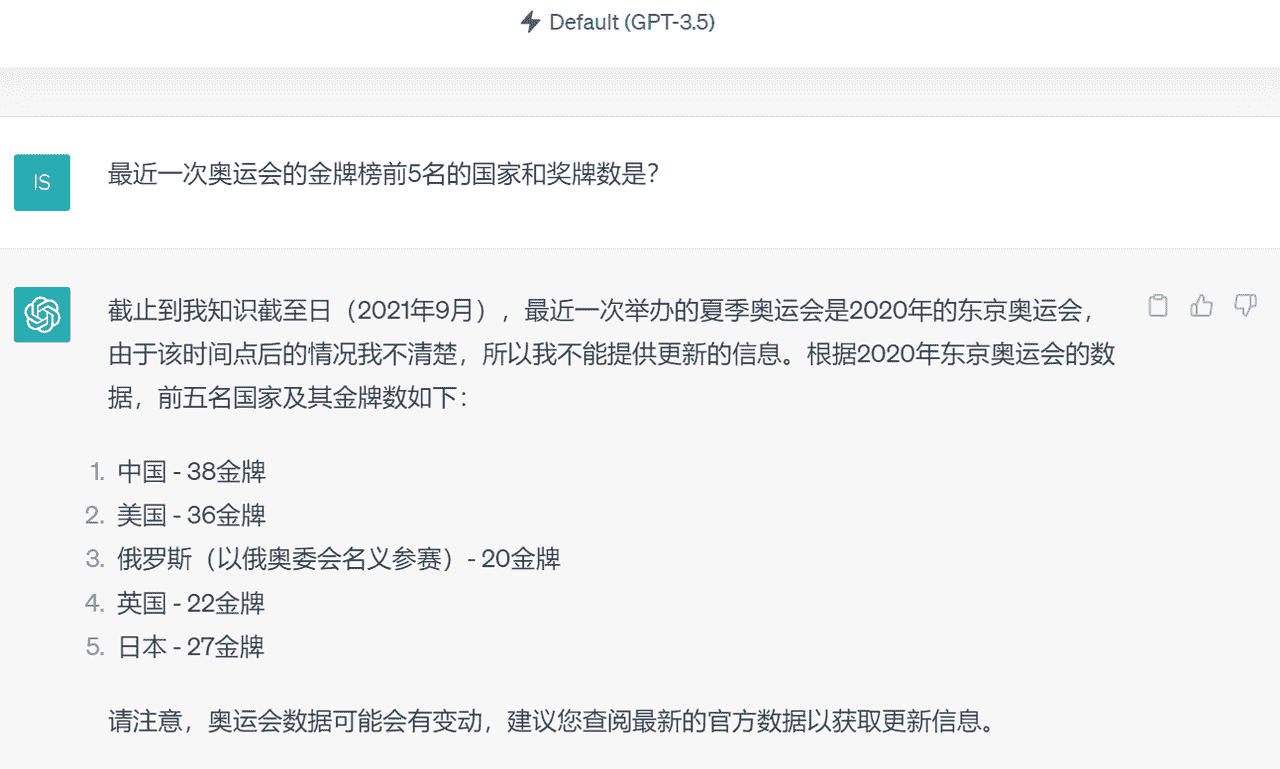 Default (GPT-3.5)
IS
最近一次奥运会的金牌榜前5名的国家和奖牌数是？
截止到我知识截至日（2021年9月），最近一次举办的夏季奥运会是2020年的东京奥运会，
由于该时间点后的情况我不清楚，所以我不能提供更新的信息。根据2020年东京奥运会的数
据，前五名国家及其金牌数如下：
1. 中国 - 38金牌
2. 美国 - 36金牌
3. 俄罗斯（以俄奥委会名义参赛）- 20金牌
4. 英国 - 22金牌
5. 日本 - 27金牌
请注意，奥运会数据可能会有变动，建议您查阅最新的官方数据以获取更新信息。